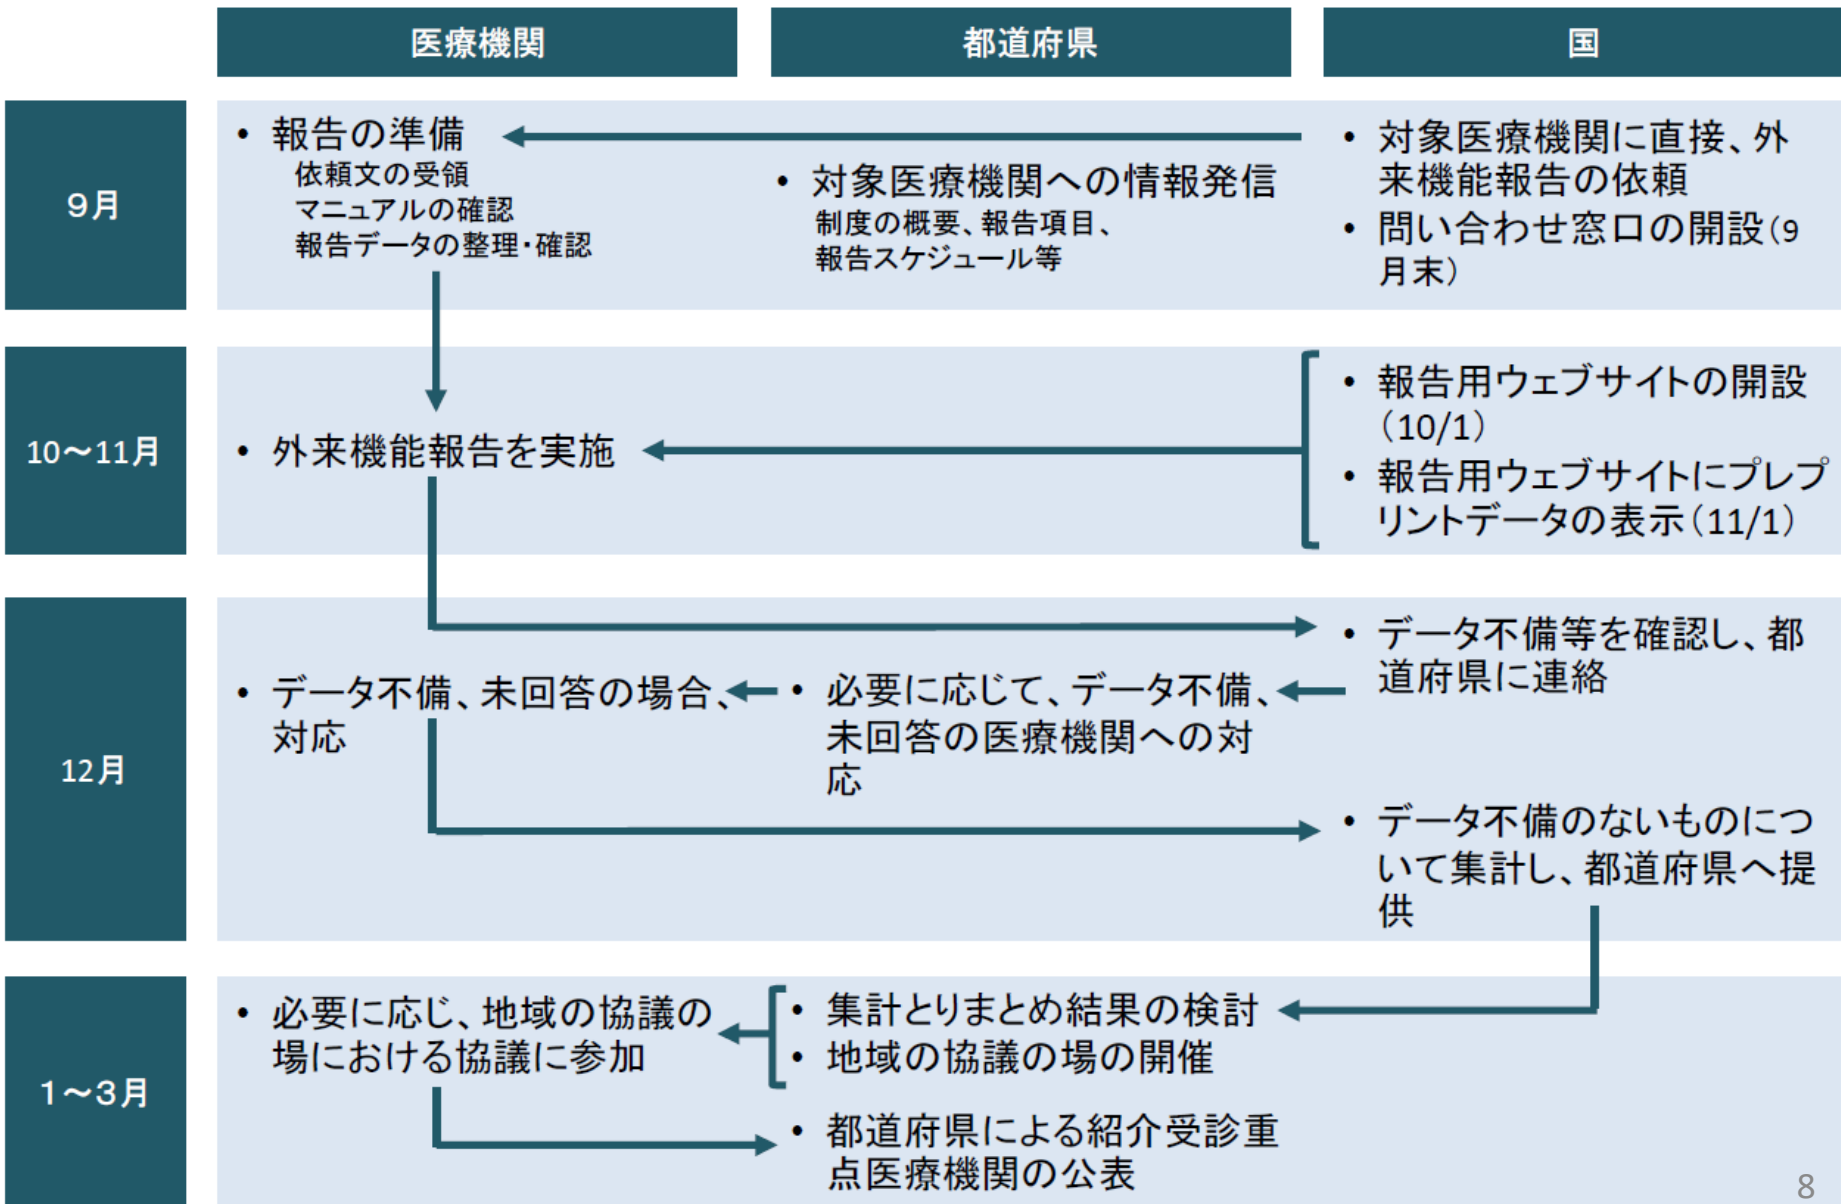 医療機関
都道府県
国
9月
• 報告の準備
依頼文の受領
マニュアルの確認
報告データの整理・確認
• 対象医療機関への情報発信
制度の概要、報告項目、
報告スケジュール等
• 対象医療機関に直接、外
来機能報告の依頼
• 問い合わせ窓口の開設(9
月末)
10~11月
• 外来機能報告を実施
• 報告用ウェブサイトの開設
(10/1)
• 報告用ウェブサイトにプレプ
リントデータの表示(11/1)
12月
• データ不備、未回答の場合、
対応
• 必要に応じて、データ不備、
未回答の医療機関への対
応
• データ不備等を確認し、都
道府県に連絡
• データ不備のないものにつ
いて集計し、都道府県へ提
供
1~3月
• 必要に応じ、地域の協議の
場における協議に参加
• 集計とりまとめ結果の検討
• 地域の協議の場の開催
• 都道府県による紹介受診重
点医療機関の公表
8